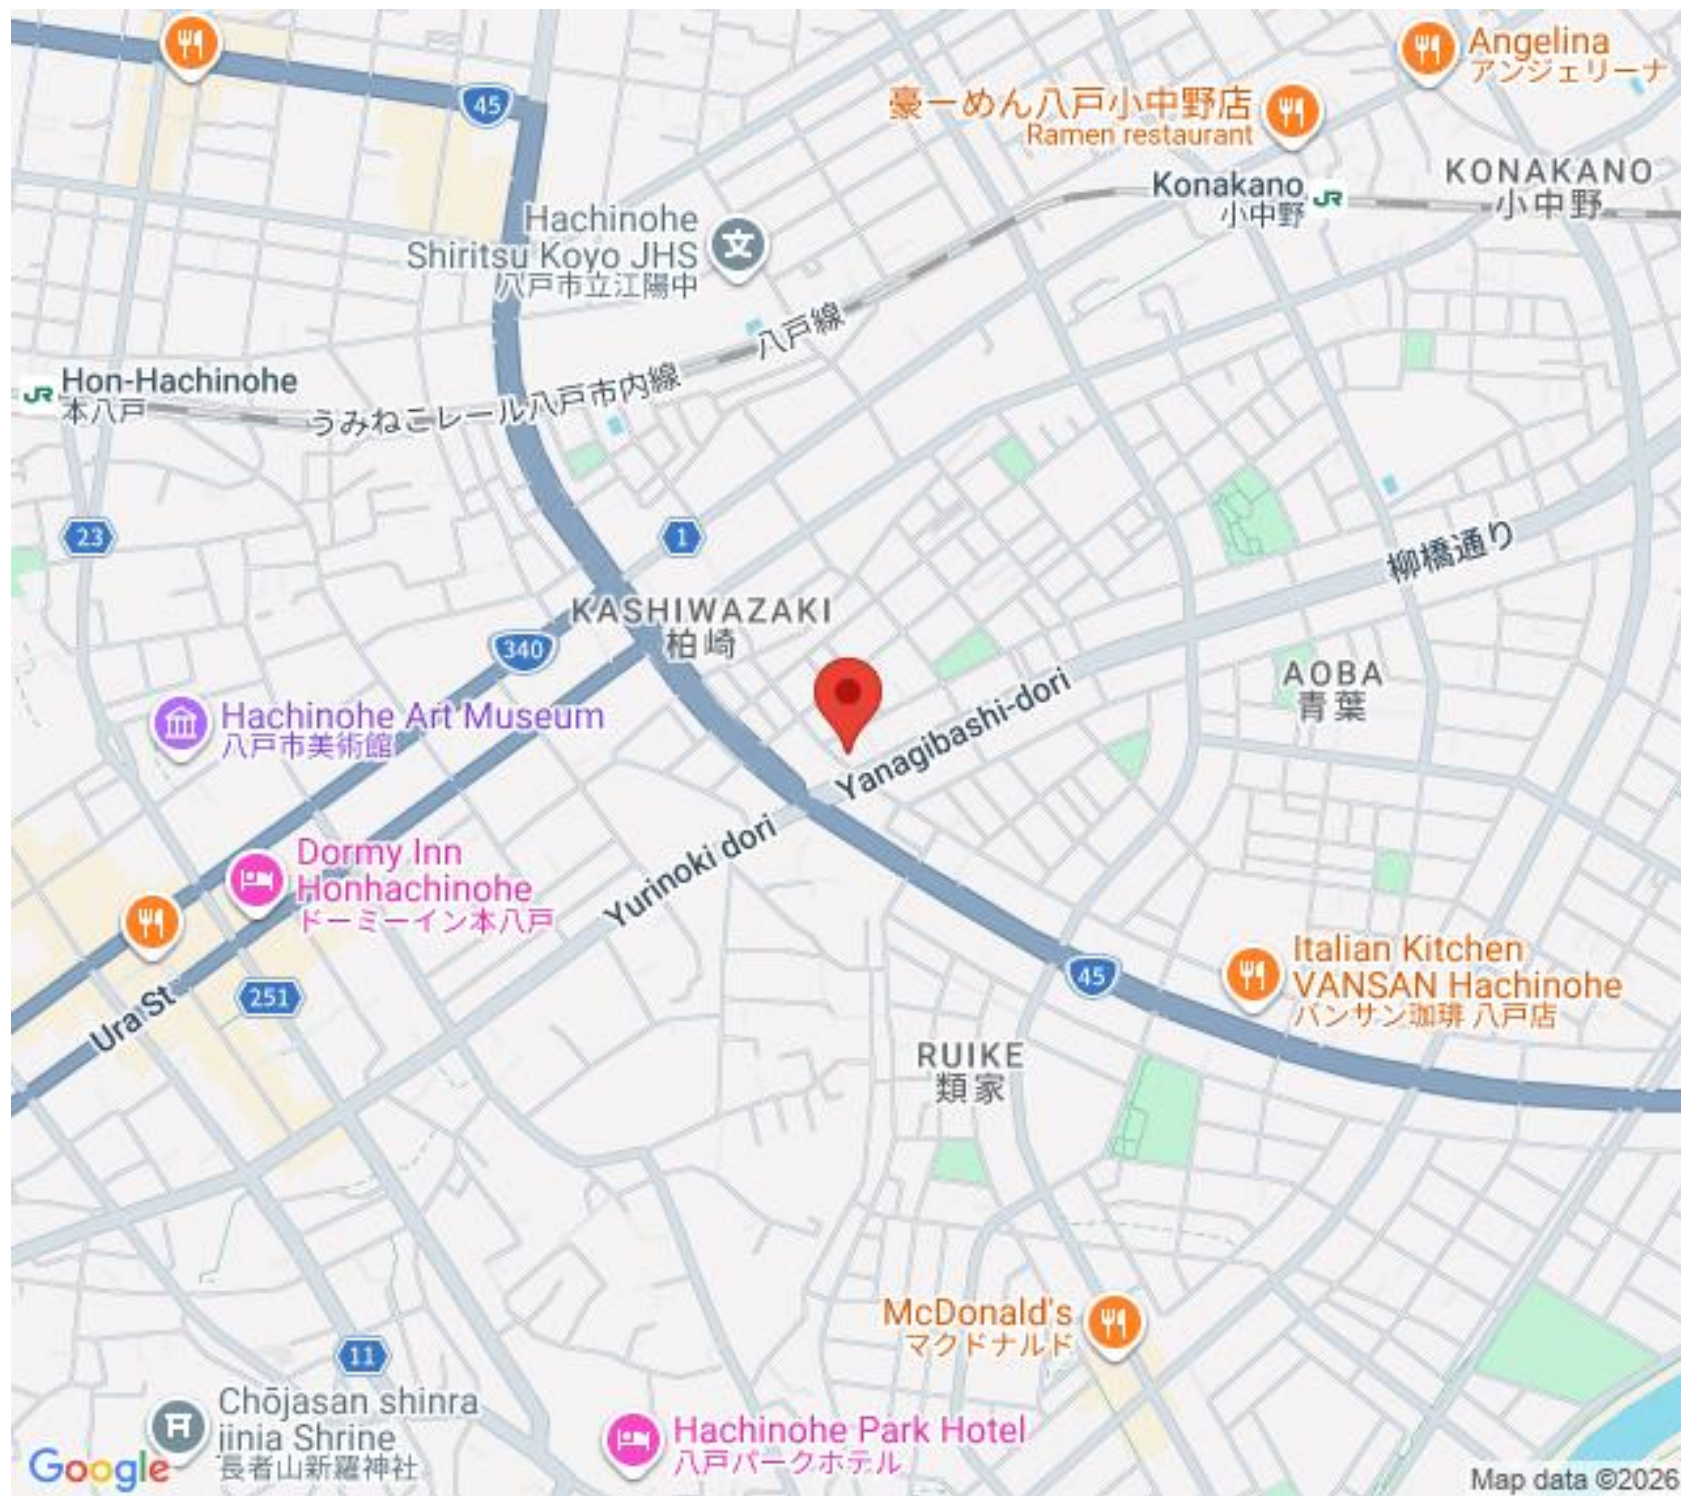 Angelina
アンジェリーナ
45
豪一めん八戸小中野店
Ramen restaurant
KONAKANO
小中野
Konakano
小中野
JR
Hachinohe
Shiritsu Koyo JHS
八戸市立江陽中
文
八戸線
JR
Hon-Hachinohe
本八戸
うみねこレール八戸市内線
23
1
柳橋通り
KASHIWAZAKI
柏崎
340
AOBA
青葉
Yanagibashi-dori
Hachinohe Art Museum
八戸市美術館
Yurinoki dori
Dormy Inn
Honhachinohe
ドーミーイン本八戸
Italian Kitchen
VANSAN Hachinohe
バンサン珈琲 八戸店
45
251
Ura St
RUIKE
類家
McDonald's
マクドナルド
11
Chōjasan shinra
jinja Shrine
長者山新羅神社
Hachinohe Park Hotel
八戸パークホテル
Google
Map data ©2026